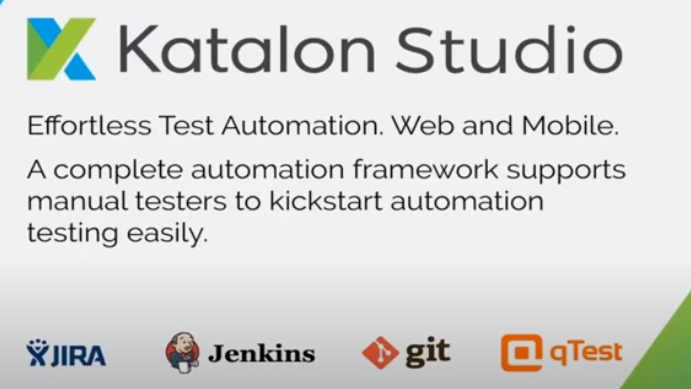 Katalon Studio
Effortless Test Automation. Web and Mobile.
A complete automation framework supports
manual testers to kickstart automation
testing easily.
JIRA Jenkins git qTest